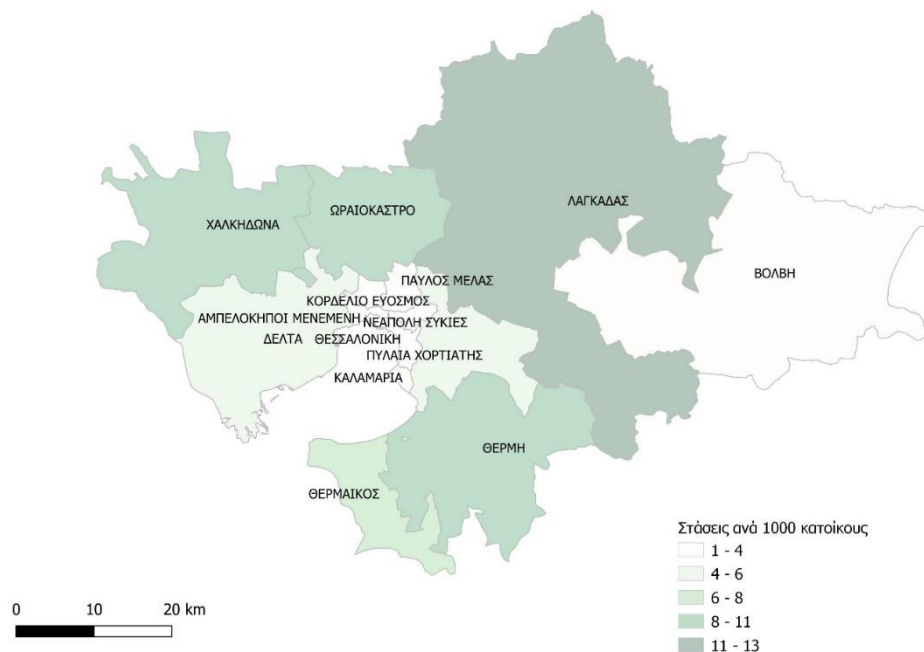 ΛΑΓΚΑΔΑΣ
ΩΡΑΙΟΚΑΣΤΡΟ
ΧΑΛΚΗΔΩΝΑ
ΒΟΛΒΗ
ΠΑΥΛΟΣ ΜΕΛΑΣ
ΚΟΡΔΕΛΙΟ ΕΥΟΣΜΟΣ
ΑΜΠΕΛΟΚΗΠΟΙ ΜΕΝΕΜΕΝΗ
ΝΕΑΠΟΛΗ ΣΥΚΙΕΣ
ΔΕΛΤΑ
ΘΕΣΣΑΛΟΝΙΚΗ
ΠΥΛΑΙΑ ΧΟΡΤΙΑΤΗΣ
ΚΑΛΑΜΑΡΙΑ
ΘΕΡΜΗ
ΘΕΡΜΑΙΚΟΣ
Στάσεις ανά 1000 κατοίκους
1 - 4
4 - 6
6 - 8
8 - 11
11 - 13
0 10 20 km